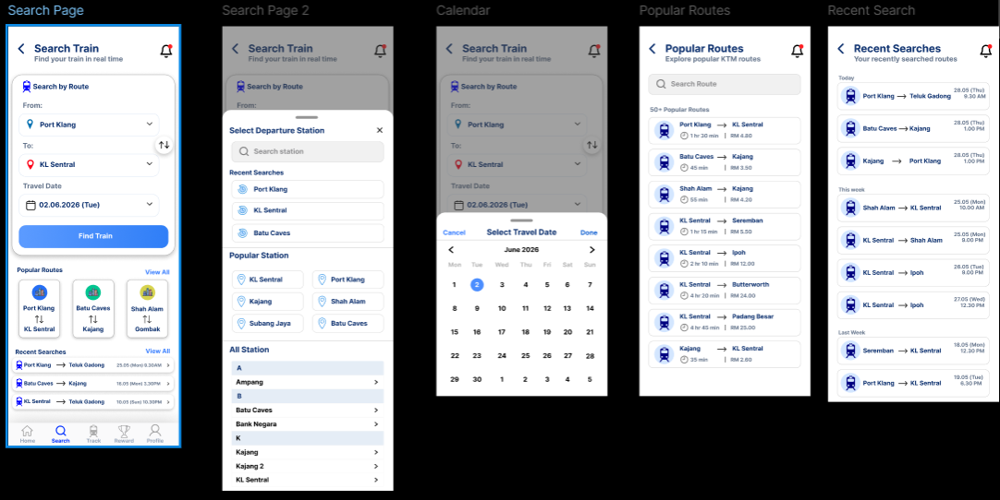 Search Page
Search Train
Find your train in real time
Search by Route
From:
Port Klang
To:
KL Sentral
Travel Date
02.06.2026 (Tue)
Find Train
Popular Routes
View All
Port Klang
KL Sentral
Batu Caves
Kajang
Shah Alam
Gombak
Recent Searches
View All
Port Klang → Teluk Gadong 25.05 (Mon) 9.30AM >
Batu Caves → Kajang 18.05 (Mon) 3.30PM >
KL Sentral → Teluk Gadong 10.05 (Sun) 10.30PM >
Home
Search
Track
Reward
Profile
Search Page 2
Search Train
Find your train in real time
Search by Route
From:
Select Departure Station
Search station
Recent Searches
Port Klang
KL Sentral
Batu Caves
Popular Station
KL Sentral
Port Klang
Kajang
Shah Alam
Subang Jaya
Batu Caves
All Station
A
Ampang
B
Batu Caves
Bank Negara
K
Kajang
Kajang 2
KL Sentral
Calendar
Search Train
Find your train in real time
Search by Route
From:
Port Klang
To:
KL Sentral
Travel Date
02.06.2026 (Tue)
Cancel
Select Travel Date
Done
June 2026
Mon Tue Wed Thu Fri Sat Sun
1 2 3 4 5 6 7
8 9 10 11 12 13 14
15 16 17 18 19 20 21
22 23 24 25 26 27 28
29 30 1 2 3 4 5
Popular Routes
Popular Routes
Explore popular KTM routes
Search Route
50+ Popular Routes
Port Klang → KL Sentral
1 hr 30 min | RM 4.80
Batu Caves → Kajang
45 min | RM 3.50
Shah Alam → Kajang
55 min | RM 4.20
KL Sentral → Seremban
1 hr 15 min | RM 5.50
KL Sentral → Ipoh
2 hr 10 min | RM 12.00
KL Sentral → Butterworth
4 hr 20 min | RM 24.00
KL Sentral → Padang Besar
4 hr 45 min | RM 25.00
Kajang → KL Sentral
35 min | RM 2.60
Recent Search
Recent Searches
Your recently searched routes
Today
Port Klang → Teluk Gadong
28.05 (Thu)
9.30 AM
Batu Caves → Kajang
28.05 (Thu)
1.00 PM
Kajang → Port Klang
28.05 (Thu)
1.00 PM
This week
Shah Alam → KL Sentral
25.05 (Mon)
10.00 AM
KL Sentral → Shah Alam
25.05 (Mon)
9.00 PM
KL Sentral → Ipoh
26.05 (Tue)
9.00 PM
KL Sentral → Ipoh
27.05 (Wed)
12.30 PM
Last Week
Seremban → KL Sentral
18.05 (Mon)
12.30 PM
Port Klang → KL Sentral
19.05 (Tue)
6.30 PM